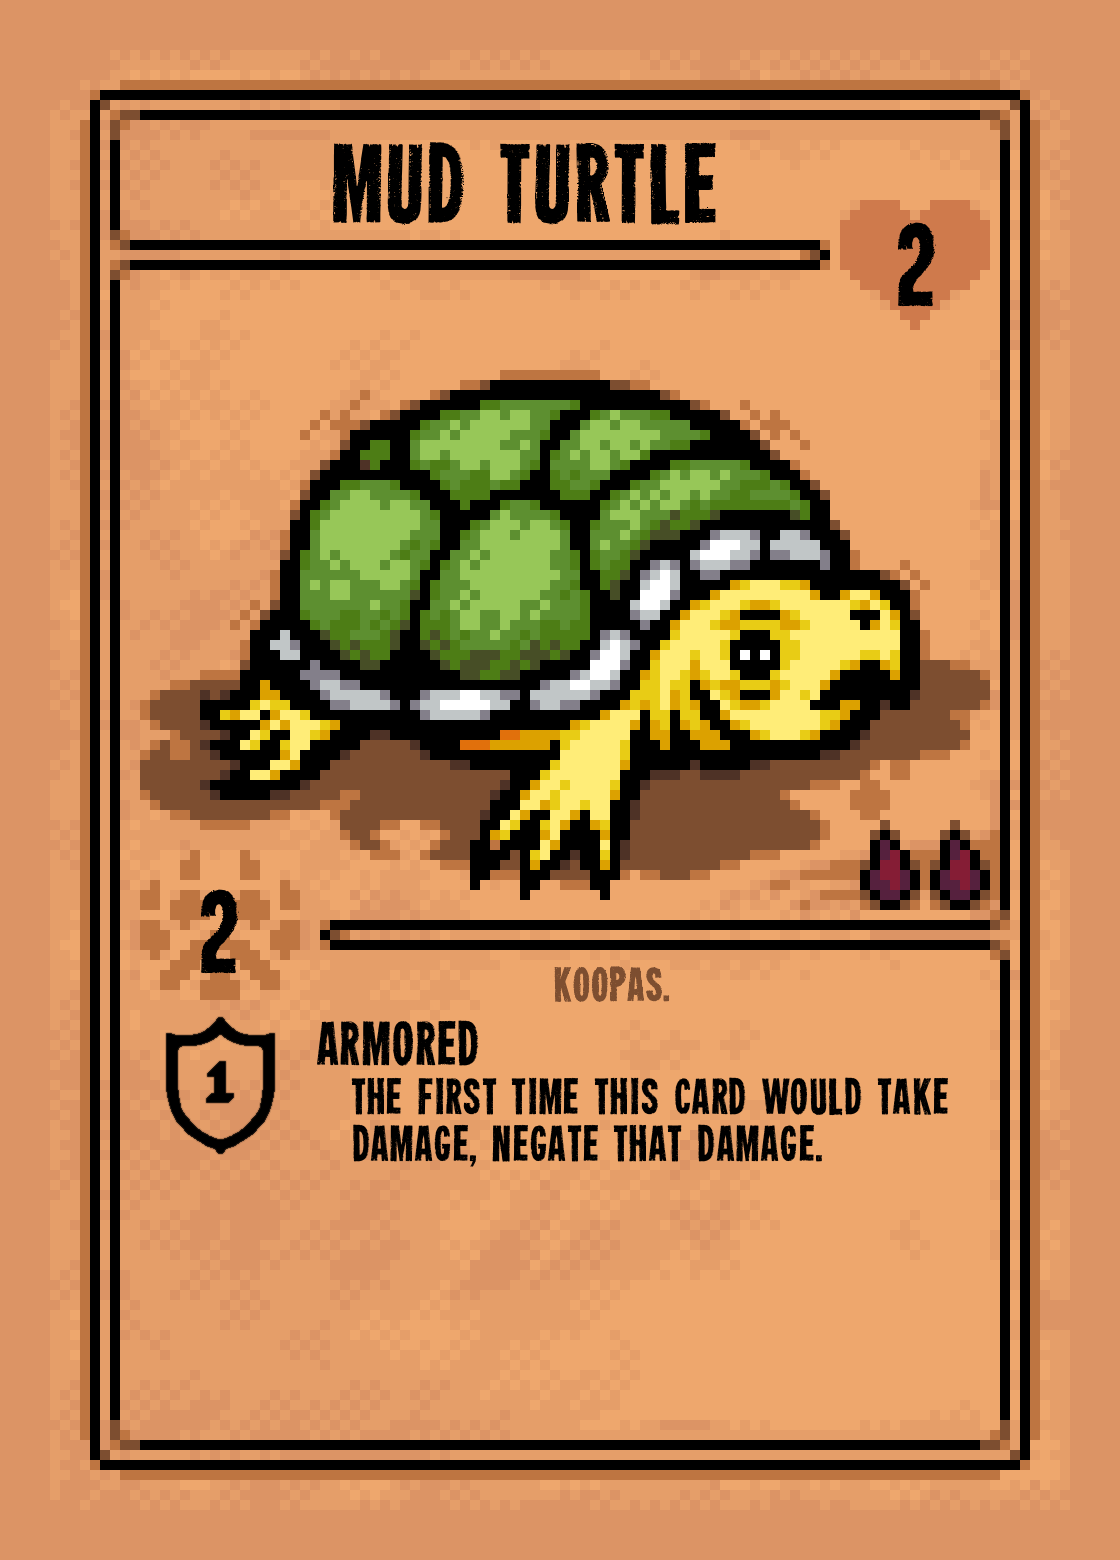 MUD TURTLE
2
2
KOOPAS.
1
ARMORED
THE FIRST TIME THIS CARD WOULD TAKE
DAMAGE, NEGATE THAT DAMAGE.